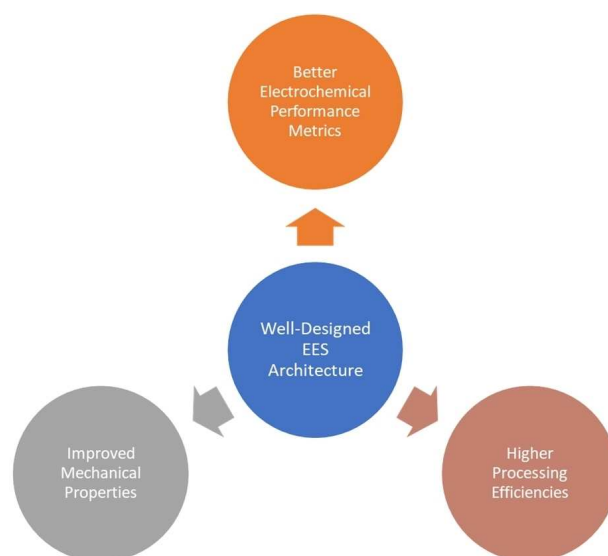 Better
Electrochemical
Performance
Metrics
Well-Designed
EES
Architecture
Improved
Mechanical
Properties
Higher
Processing
Efficiencies